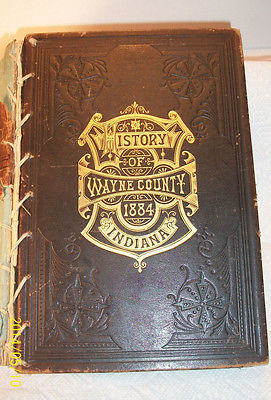 HISTORY
OF
WAYNE COUNTY
1884
INDIANA